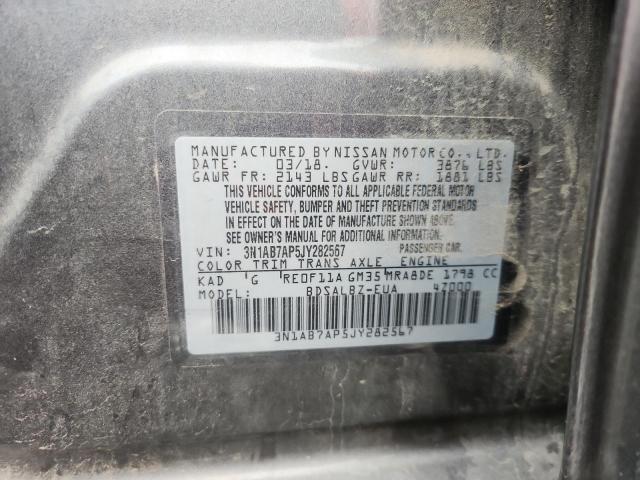 MANUFACTURED BY NISSAN MOTOR CO., LTD.
DATE: 03/18. GVWR: 3876 LBS
GAWR FR: 2143 LBS GAWR RR: 1881 LBS
THIS VEHICLE CONFORMS TO ALL APPLICABLE FEDERAL MOTOR
VEHICLE SAFETY, BUMPER AND THEFT PREVENTION STANDARDS
IN EFFECT ON THE DATE OF MANUFACTURE SHOWN ABOVE.
SEE OWNER'S MANUAL FOR ADDITIONAL INFORMATION.
VIN: 3N1AB7AP5JY282567 PASSENGER CAR.
COLOR TRIM TRANS AXLE ENGINE
KAD G RE0F11A GM35 MRA8DE 1798 CC
MODEL: BDSALBZ-EUA 4Z000
3N1AB7AP5JY282567